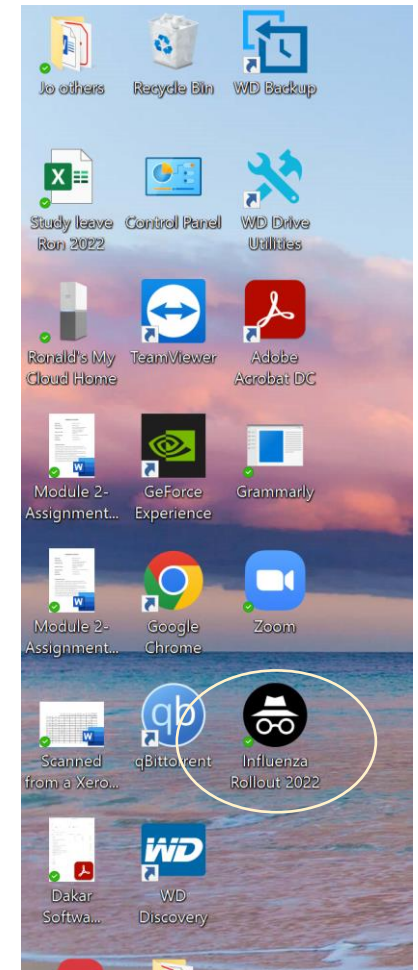 Jo others
Recycle Bin
WD Backup
Study leave
Ron 2022
Control Panel
WD Drive
Utilities
Ronald's My
Cloud Home
TeamViewer
Adobe
Acrobat DC
Module 2-
Assignment...
GeForce
Experience
Grammarly
Module 2-
Assignment...
Google
Chrome
Zoom
Scanned
from a Xero...
qb
qBittorrent
Influenza
Rollout 2022
Dakar
Softwa...
WD
WD
Discovery